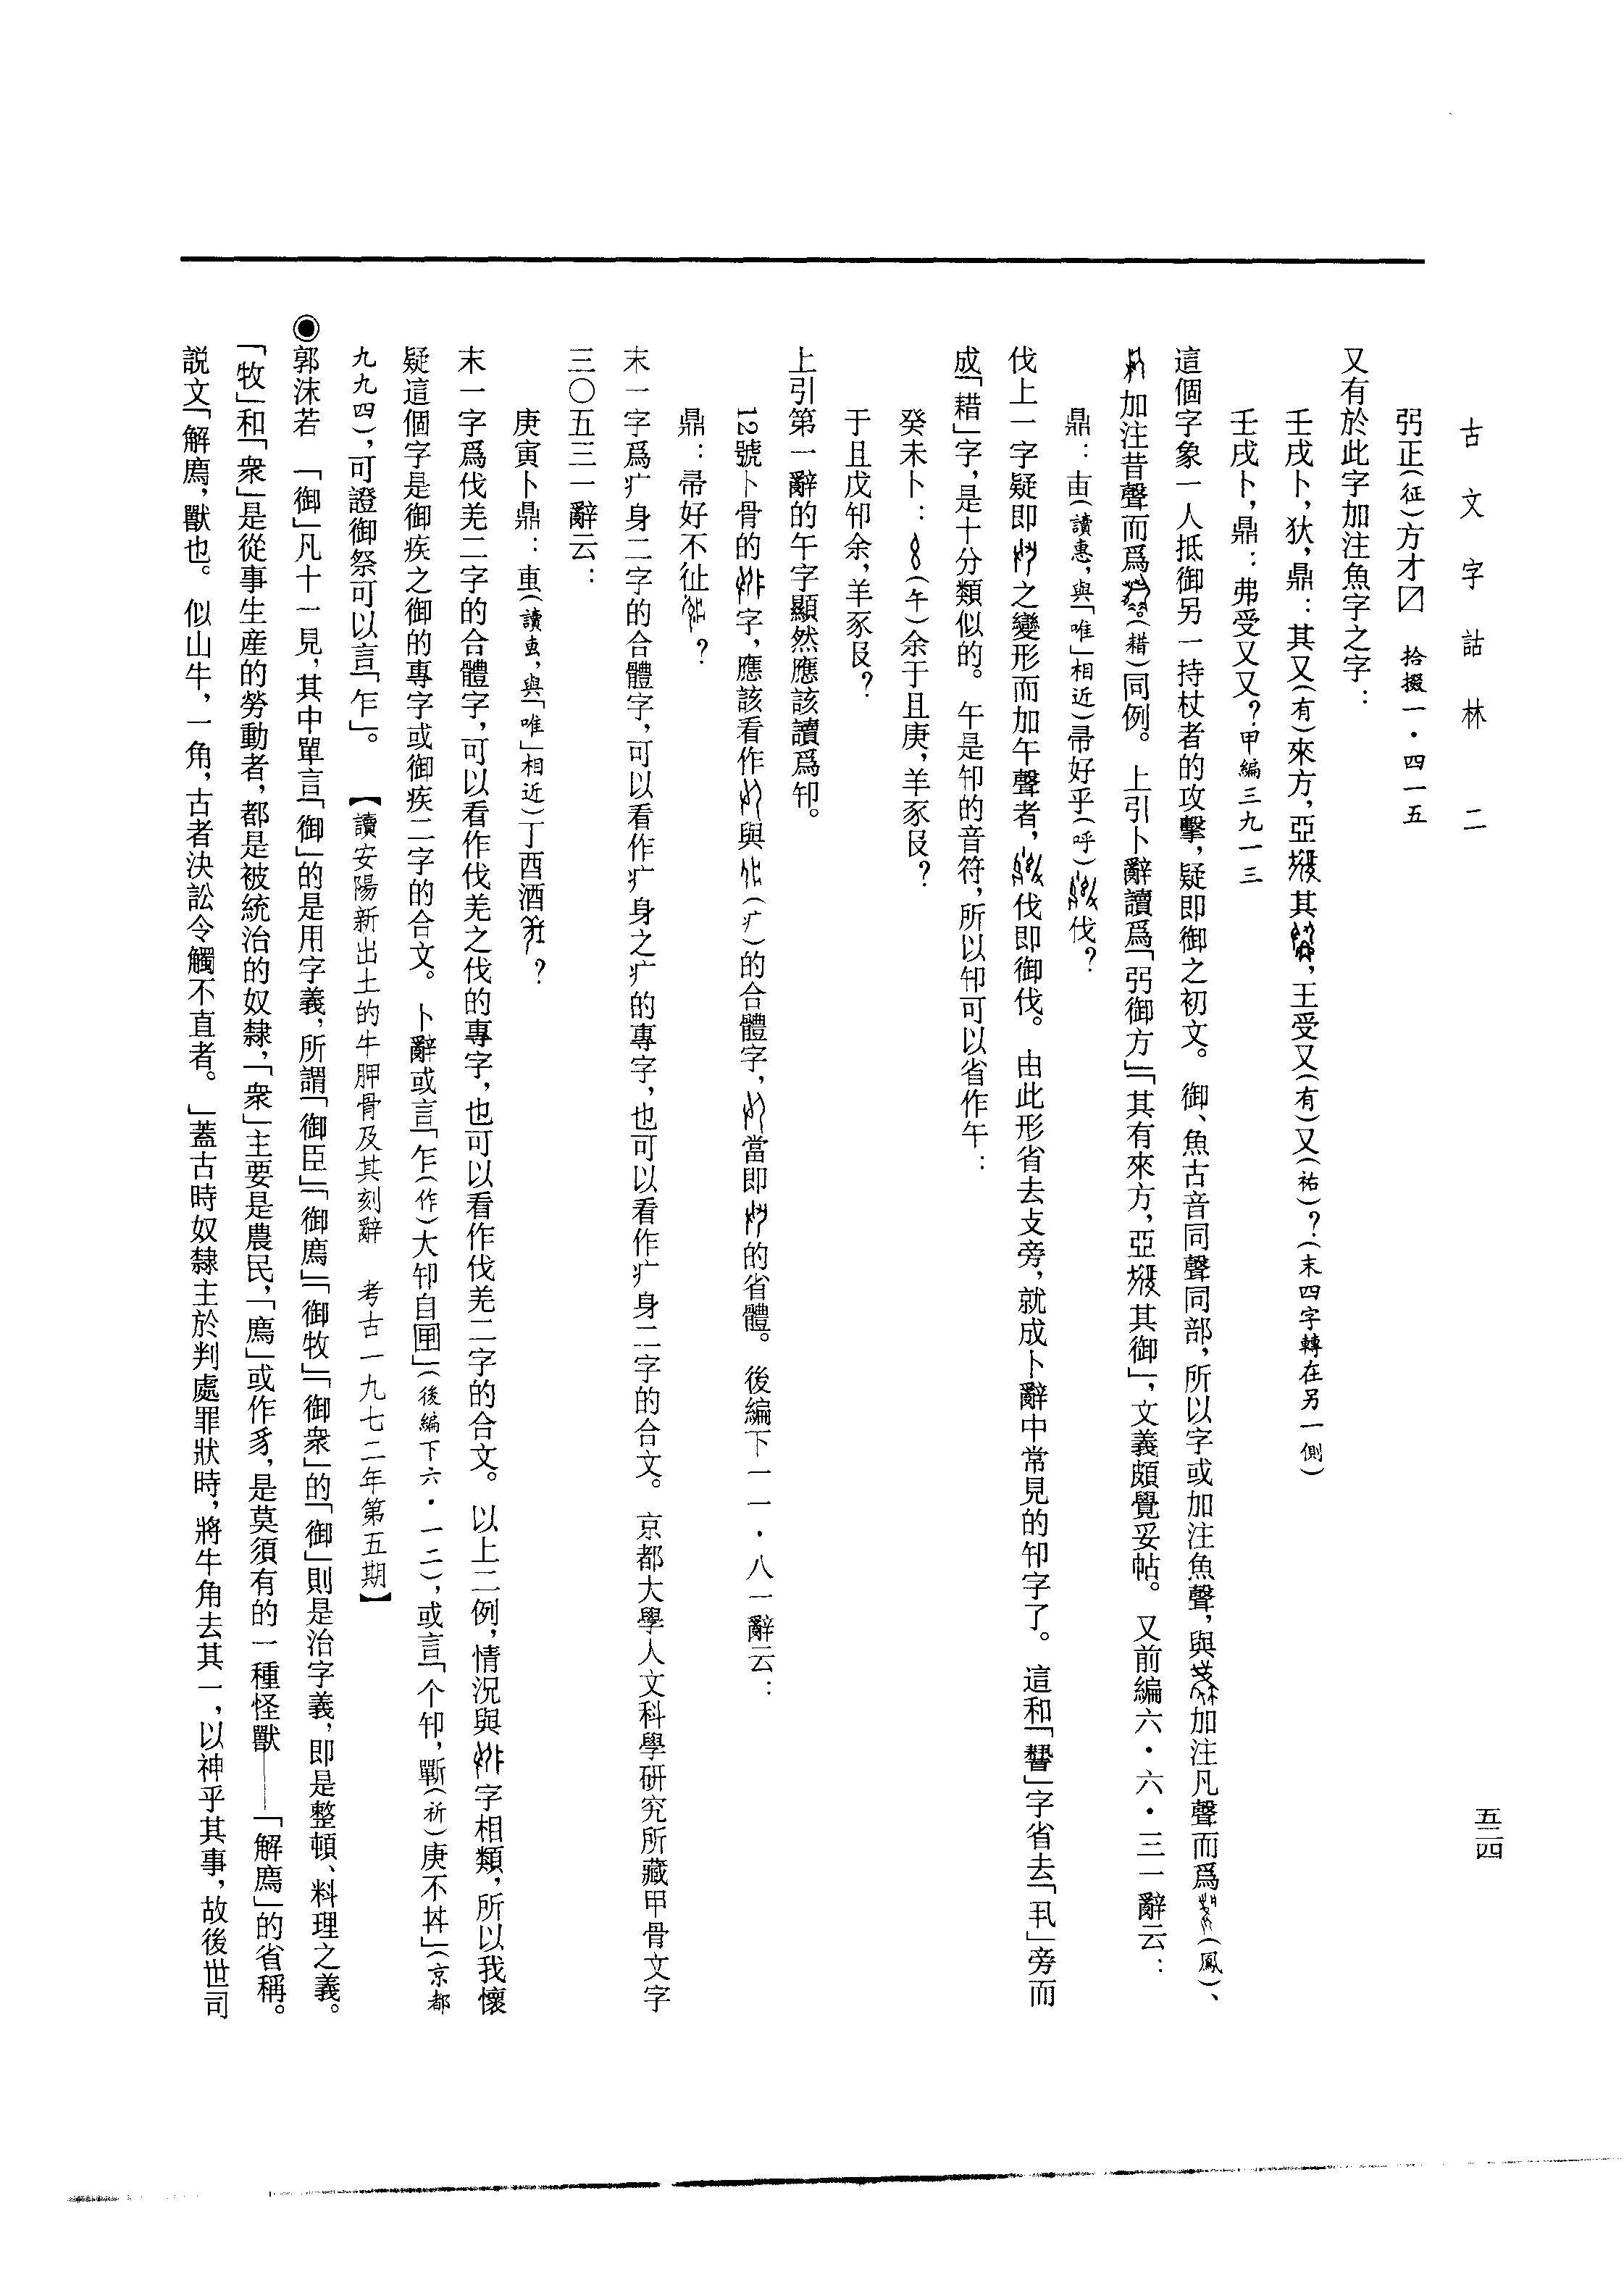 古文字詁林 二
五二四
弜正(征)方才〼 拾掇一·四一五
又有於此字加注魚字之字：
壬戌卜，狄，鼎：其又(有)來方，亞其，王受又(有)又(祐)？(末四字轉在另一側)
壬戌卜，鼎：弗受又又？甲編三九一三
這個字象一人抵御另一持杖者的攻擊，疑即御之初文。御、魚古音同聲同部，所以字或加注魚聲，與加注凡聲而爲(鳳)、
加注昔聲而爲(耤)同例。上引卜辭讀爲「弜御方」「其有來方，亞其御」，文義頗覺妥帖。又前編六·六·三一辭云：
鼎：叀(讀惠，與「唯」相近)帚好乎(呼)伐？
伐上一字疑即之變形而加午聲者，伐即御伐。由此形省去攴旁，就成卜辭中常見的卸字了。這和「」字省去「丮」旁而
成「耤」字，是十分類似的。午是卸的音符，所以卸可以省作午：
癸未卜：(午)余于且庚，羊豕𠬝？
于且戊卸余，羊豕𠬝？
上引第一辭的午字顯然應該讀爲卸。
12號卜骨的字，應該看作與(疒)的合體字，當即的省體。後編下一一·八一辭云：
鼎：帚好不㢟？
末一字爲疒身二字的合體字，可以看作疒身之疒的專字，也可以看作疒身二字的合文。京都大學人文科學研究所藏甲骨文字
三〇五三一辭云：
庚寅卜鼎：叀(讀叀，與「唯」相近)丁酉酒？
末一字爲伐羌二字的合體字，可以看作伐羌之伐的專字，也可以看作伐羌二字的合文。以上二例，情況與字相類，所以我懷
疑這個字是御疾之御的專字或御疾二字的合文。卜辭或言「乍(作)大卸自」(後編下六·一二)，或言「个卸，(祈)庚不」(京都
九九四)，可證御祭可以言「乍」。 【讀安陽新出土的牛胛骨及其刻辭 考古一九七二年第五期】
◉郭沫若 「御」凡十一見，其中單言「御」的是用字義，所謂「御臣」「御廌」「御牧」「御衆」的「御」則是治字義，即是整頓、料理之義。
「牧」和「衆」是從事生産的勞動者，都是被統治的奴隸，「衆」主要是農民，「廌」或作豸，是莫須有的一種怪獸——「解廌」的省稱。
説文「解廌，獸也。似山牛，一角，古者決訟令觸不直者。」蓋古時奴隸主於判處罪狀時，將牛角去其一，以神乎其事，故後世司